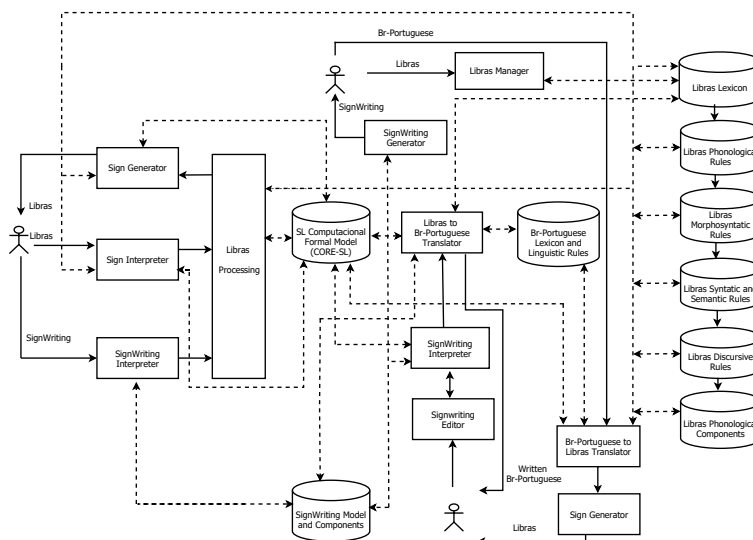 Br-Portuguese
Libras
Libras Manager
Libras Lexicon
SignWriting
SignWriting
Generator
Sign Generator
Libras Phonological
Rules
Libras
Libras
Libras
Processing
SL Computacional
Formal Model
(CORE-SL)
Libras to
Br-Portuguese
Translator
Br-Portuguese
Lexicon and
Linguistic Rules
Libras
Morphosyntatic
Rules
Sign Interpreter
Libras Syntatic and
Semantic Rules
SignWriting
SignWriting
Interpreter
SignWriting
Interpreter
Libras Discursive
Rules
Signwriting
Editor
Libras Phonological
Components
Br-Portuguese to
Libras Translator
Written
Br-Portuguese
SignWriting Model
and Components
Sign Generator
Libras